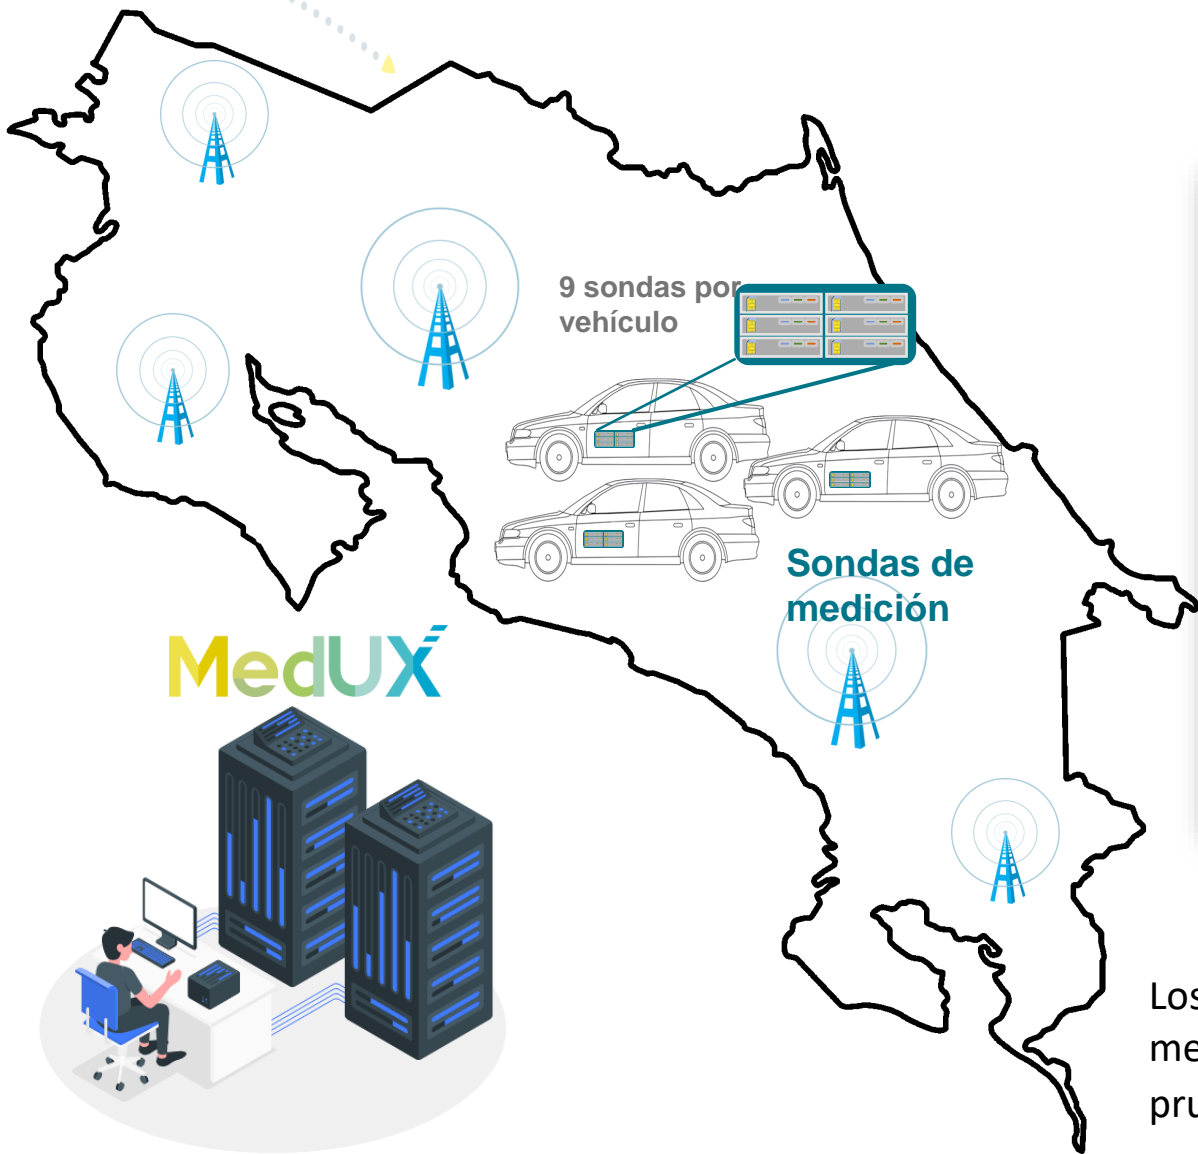 9 sondas por
vehículo
Sondas de
medición
MedUX
Los
me
pru